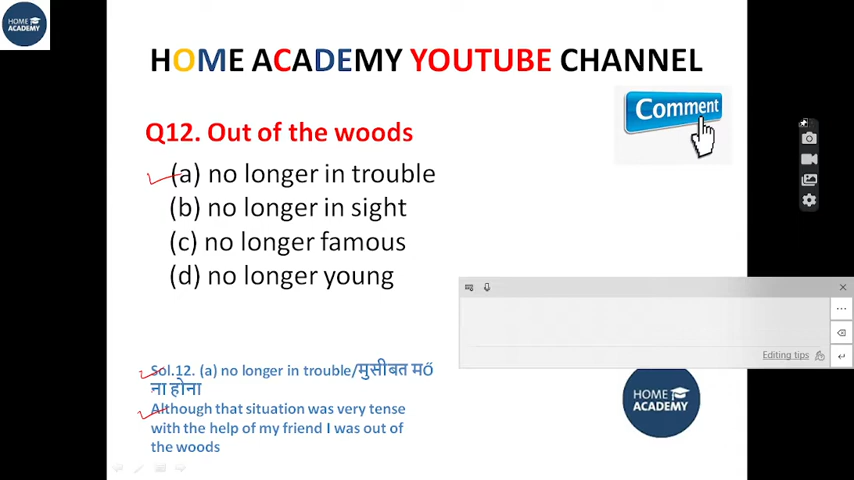 HOME
ACADEMY
HOME ACADEMY YOUTUBE CHANNEL
Comment
Q12. Out of the woods
(a) no longer in trouble
(b) no longer in sight
(c) no longer famous
(d) no longer young
Editing tips
Sol.12. (a) no longer in trouble/मुसीबत में
ना होना
Although that situation was very tense
with the help of my friend I was out of
the woods
HOME
ACADEMY